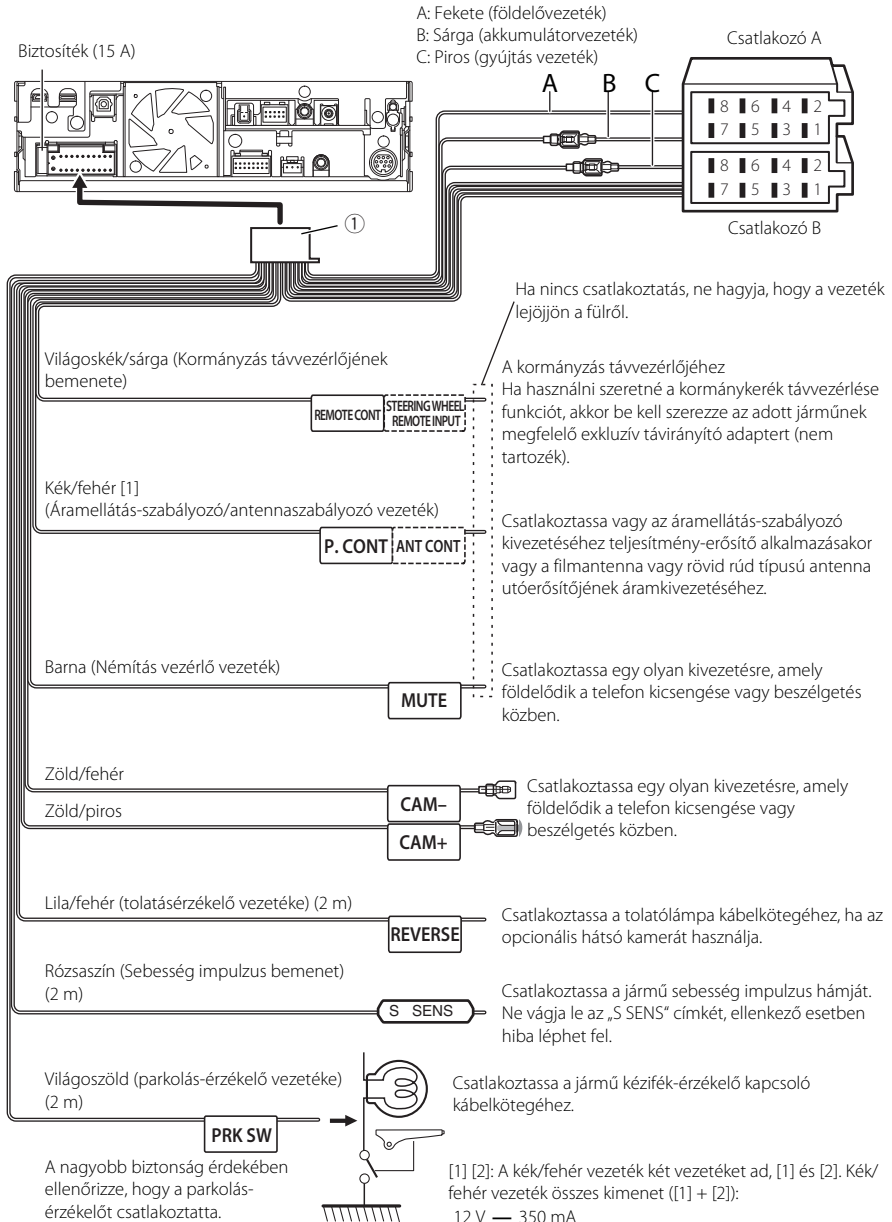 A: Fekete (földelővezeték)
B: Sárga (akkumulátorvezeték)
C: Piros (gyújtás vezeték)
Biztosíték (15 A)
Csatlakozó A
A
B
C
8 6 4 2
7 5 3 1
8 6 4 2
7 5 3 1
Csatlakozó B
①
Ha nincs csatlakoztatás, ne hagyja, hogy a vezeték
lejöjjön a fülről.
Világoskék/sárga (Kormányzás távvezérlőjének
bemenete)
REMOTE CONT
STEERING WHEEL
REMOTE INPUT
A kormányzás távvezérlőjéhez
Ha használni szeretné a kormánykerék távvezérlése
funkciót, akkor be kell szerezze az adott járműnek
megfelelő exkluzív távirányító adaptert (nem
tartozék).
Kék/fehér [1]
(Áramellátás-szabályozó/antennaszabályozó vezeték)
P. CONT
ANT CONT
Csatlakoztassa vagy az áramellátás-szabályozó
kivezetéséhez teljesítmény-erősítő alkalmazásakor
vagy a filmantenna vagy rövid rúd típusú antenna
utóerősítőjének áramkivezetéséhez.
Barna (Némítás vezérlő vezeték)
MUTE
Csatlakoztassa egy olyan kivezetésre, amely
földelődik a telefon kicsengése vagy beszélgetés
közben.
Zöld/fehér
CAM–
Zöld/piros
CAM+
Csatlakoztassa egy olyan kivezetésre, amely
földelődik a telefon kicsengése vagy
beszélgetés közben.
Lila/fehér (tolatásérzékelő vezetéke) (2 m)
REVERSE
Csatlakoztassa a tolatólámpa kábelkötegéhez, ha az
opcionális hátsó kamerát használja.
Rózsaszín (Sebesség impulzus bemenet)
(2 m)
S SENS
Csatlakoztassa a jármű sebesség impulzus hámját.
Ne vágja le az „S SENS“ címkét, ellenkező esetben
hiba léphet fel.
Világoszöld (parkolás-érzékelő vezetéke)
(2 m)
PRK SW
Csatlakoztassa a jármű kézifék-érzékelő kapcsoló
kábelkötegéhez.
A nagyobb biztonság érdekében
ellenőrizze, hogy a parkolás-
érzékelőt csatlakoztatta.
[1] [2]: A kék/fehér vezeték két vezetéket ad, [1] és [2]. Kék/
fehér vezeték összes kimenet ([1] + [2]):
12 V — 350 mA